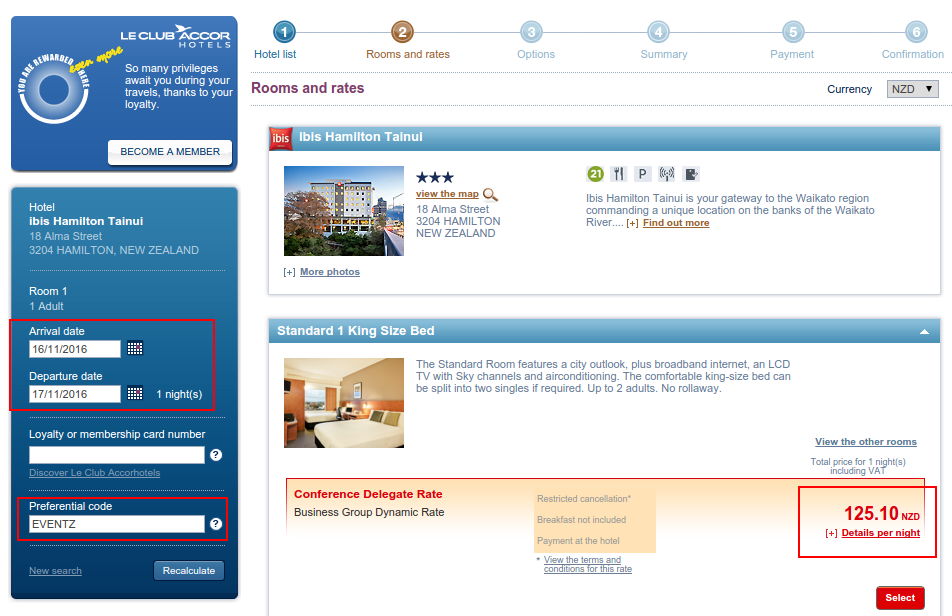 LE CLUB ACCOR
HOTELS
YOU ARE REWARDED HERE
even more
So many privileges
await you during your
travels, thanks to your
loyalty.
BECOME A MEMBER
Hotel
ibis Hamilton Tainui
18 Alma Street
3204 HAMILTON, NEW ZEALAND
Room 1
1 Adult
Arrival date
16/11/2016
Departure date
17/11/2016
1 night(s)
Loyalty or membership card number
?
Discover Le Club Accorhotels
Preferential code
EVENTZ
?
New search
Recalculate
1 2 3 4 5 6
Hotel list Rooms and rates Options Summary Payment Confirmation
Rooms and rates
Currency NZD ▼
ibis
Ibis Hamilton Tainui
★★★
view the map
18 Alma Street
3204 HAMILTON
NEW ZEALAND
[+] More photos
21 P
Ibis Hamilton Tainui is your gateway to the Waikato region
commanding a unique location on the banks of the Waikato
River.... [+] Find out more
Standard 1 King Size Bed
The Standard Room features a city outlook, plus broadband internet, an LCD
TV with Sky channels and airconditioning. The comfortable king-size bed can
be split into two singles if required. Up to 2 adults. No rollaway.
View the other rooms
Total price for 1 night(s)
including VAT
Conference Delegate Rate
Business Group Dynamic Rate
Restricted cancellation*
Breakfast not included
Payment at the hotel
* View the terms and
conditions for this rate
125.10 NZD
[+] Details per night
Select